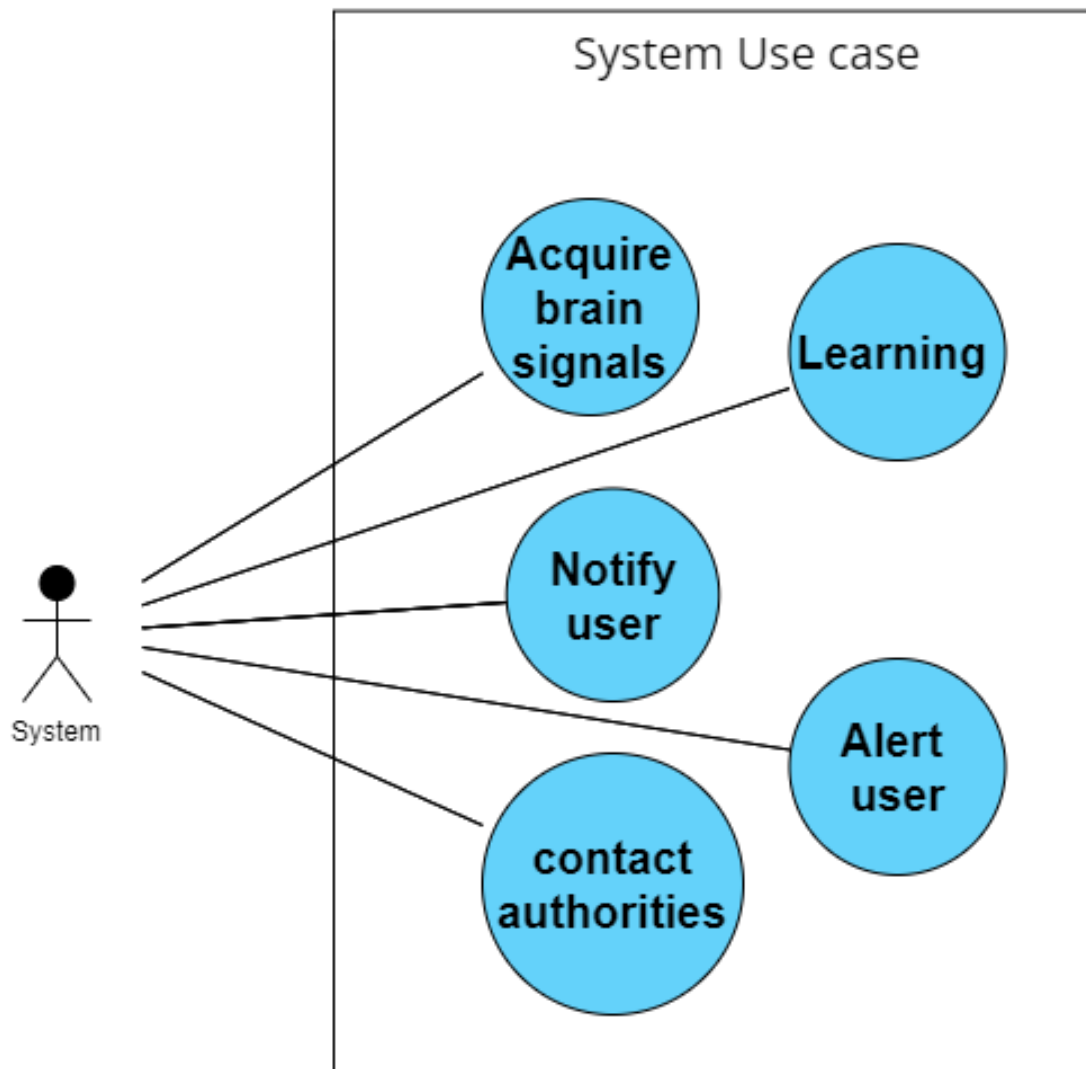 System Use case
Acquire
brain
signals
Learning
Notify
user
System
Alert
user
contact
authorities